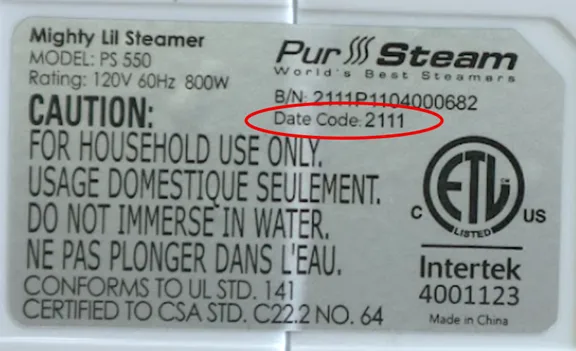 Mighty Lil Steamer
MODEL: PS 550
Rating: 120V 60Hz 800W
PurSteam
World's Best Steamers
B/N: 2111P1104000682
Date Code: 2111
CAUTION:
FOR HOUSEHOLD USE ONLY.
USAGE DOMESTIQUE SEULEMENT.
DO NOT IMMERSE IN WATER.
NE PAS PLONGER DANS L'EAU.
CONFORMS TO UL STD. 141
CERTIFIED TO CSA STD. C22.2 NO. 64
ETL
LISTED
C US
Intertek
4001123
Made in China